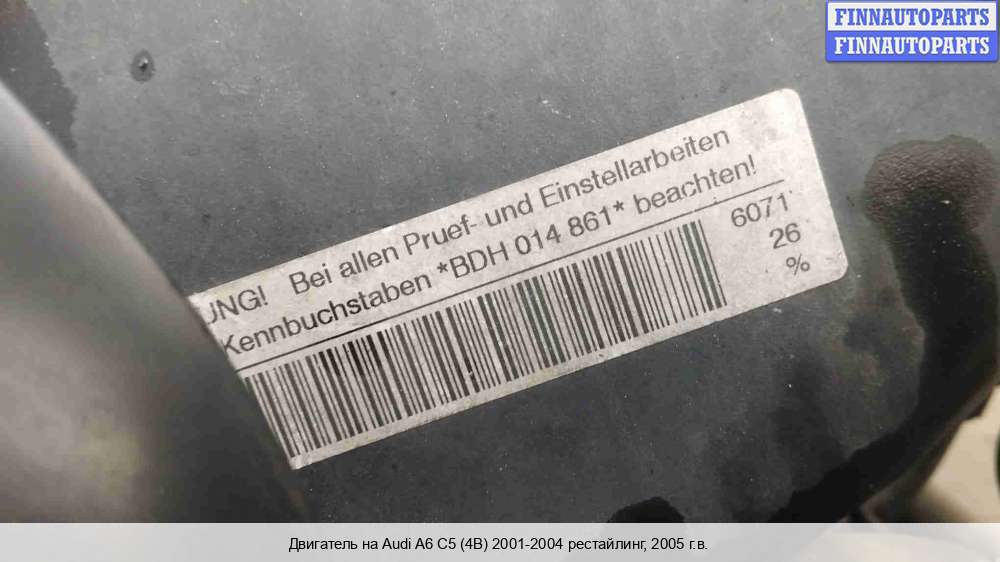 FINNAUTOPARTS
FINNAUTOPARTS
UNG! Bei allen Pruef- und Einstellarbeiten
Kennbuchstaben *BDH 014 861* beachten!
6071
26
%
Двигатель на Audi A6 C5 (4B) 2001-2004 рестайлинг, 2005 г.в.